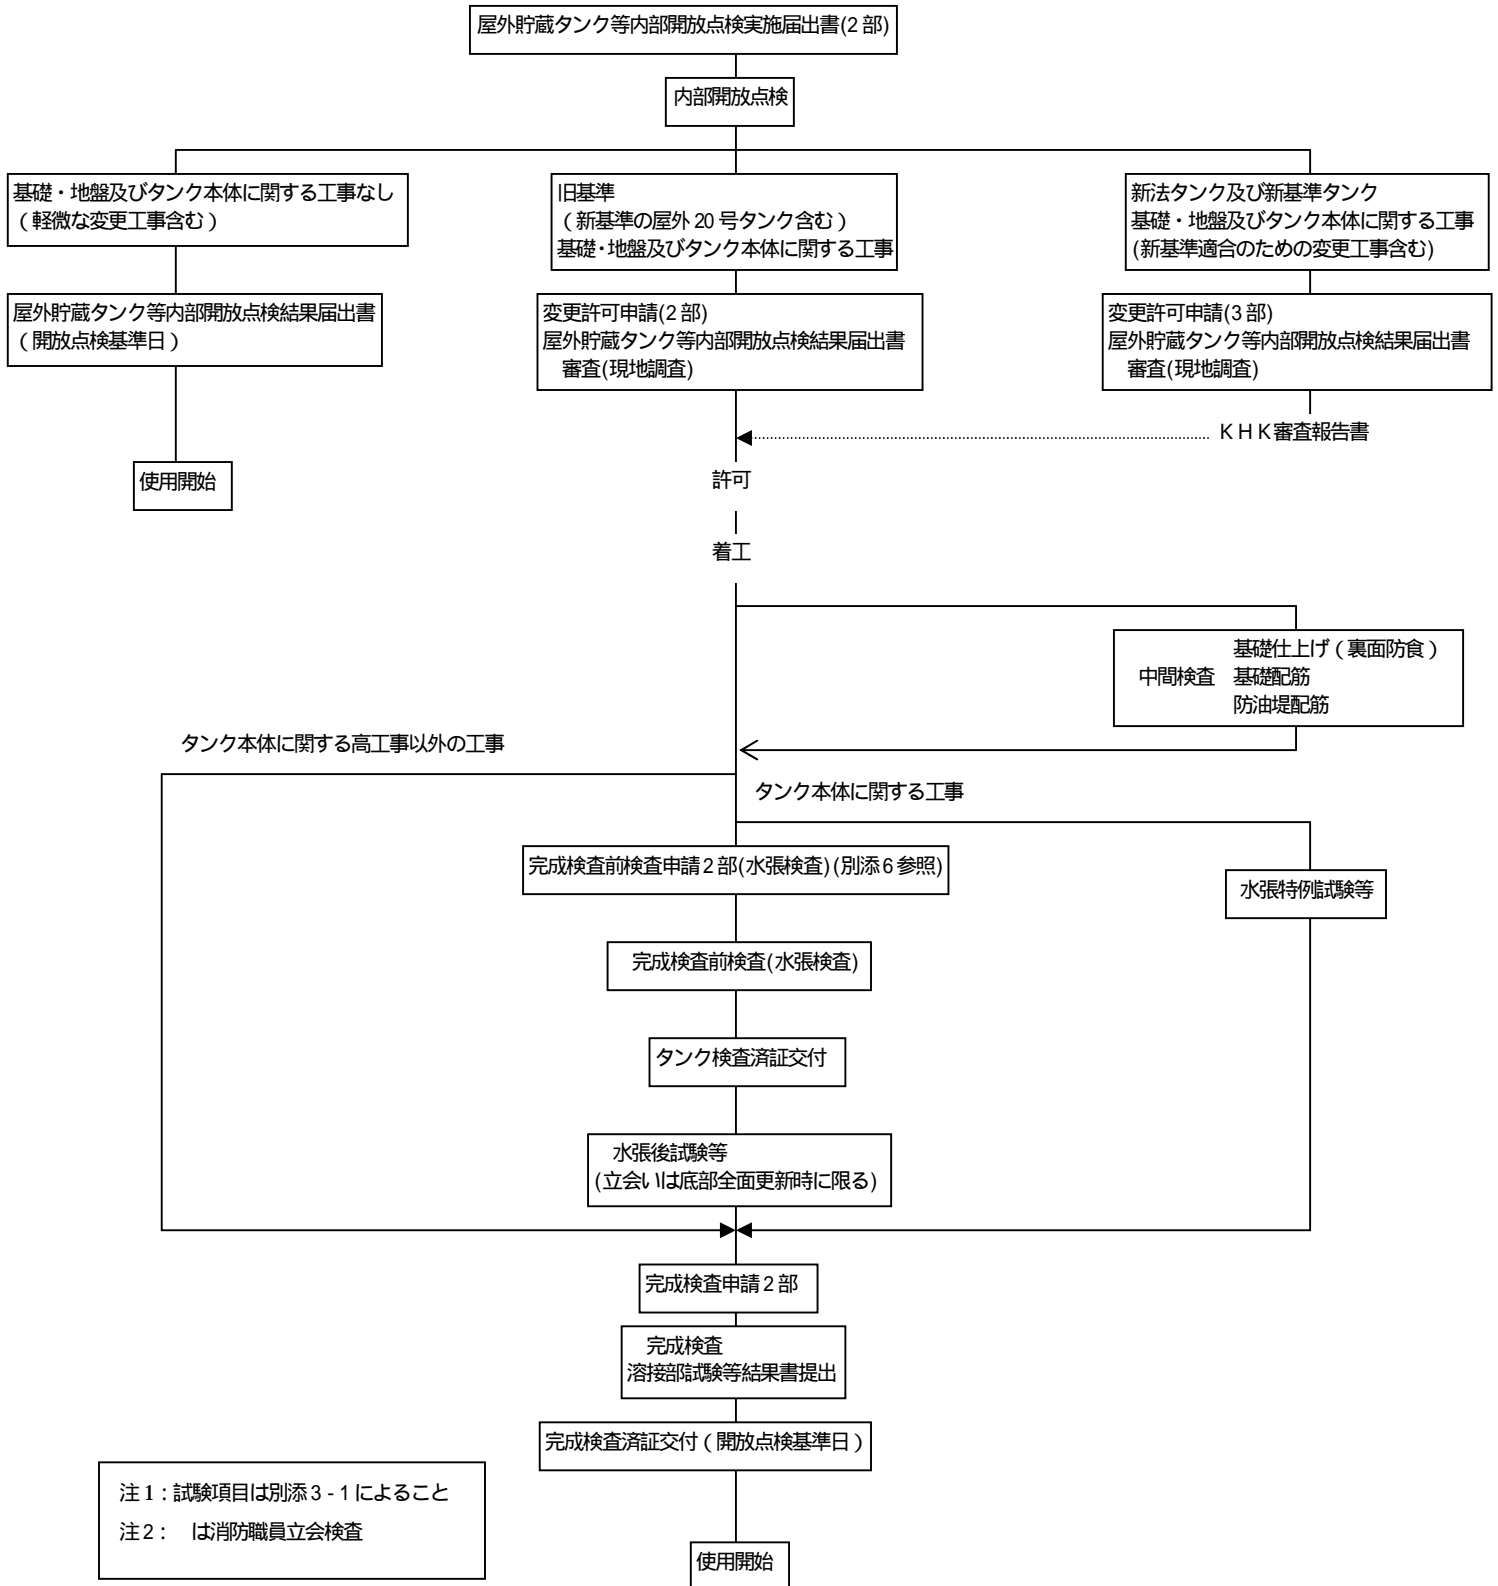 屋外貯蔵タンク等内部開放点検実施届出書(2部)
内部開放点検
基礎・地盤及びタンク本体に関する工事なし
（軽微な変更工事含む）
旧基準
（新基準の屋外20号タンク含む）
基礎・地盤及びタンク本体に関する工事
新法タンク及び新基準タンク
基礎・地盤及びタンク本体に関する工事
(新基準適合のための変更工事含む)
屋外貯蔵タンク等内部開放点検結果届出書
（開放点検基準日）
変更許可申請(2部)
屋外貯蔵タンク等内部開放点検結果届出書
審査(現地調査)
変更許可申請(3部)
屋外貯蔵タンク等内部開放点検結果届出書
審査(現地調査)
KHK審査報告書
使用開始
許可
着工
基礎仕上げ（裏面防食）
中間検査 基礎配筋
防油堤配筋
タンク本体に関する高工事以外の工事
タンク本体に関する工事
完成検査前検査申請2部(水張検査)(別添6参照)
水張特例試験等
完成検査前検査(水張検査)
タンク検査済証交付
水張後試験等
(立会いは底部全面更新時に限る)
完成検査申請2部
完成検査
溶接部試験等結果書提出
完成検査済証交付（開放点検基準日）
注1：試験項目は別添3-1によること
注2： は消防職員立会検査
使用開始